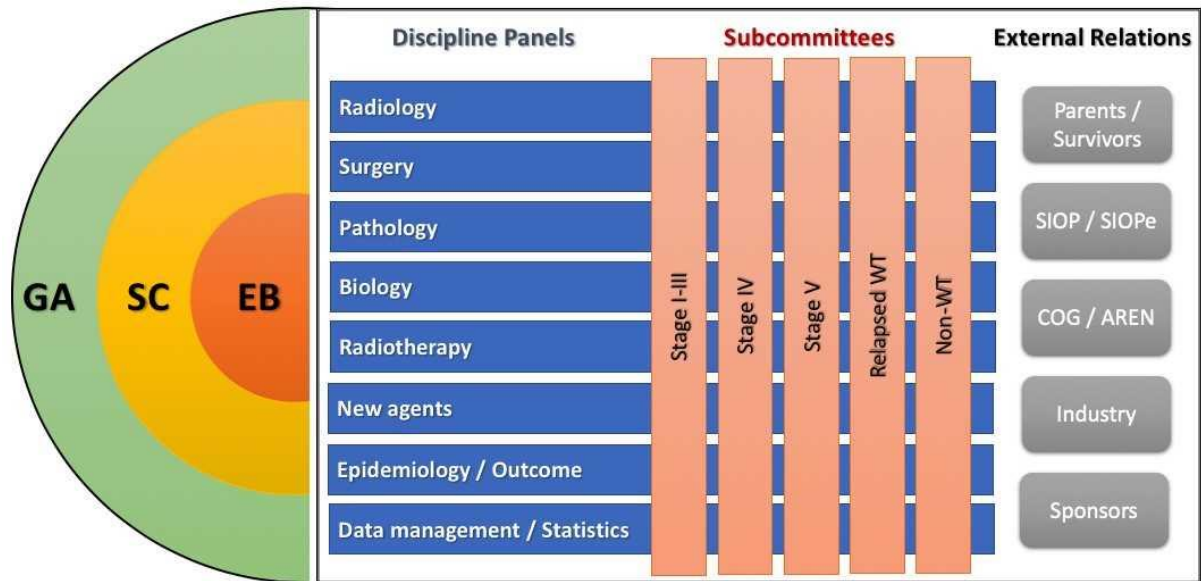 Discipline Panels
Subcommittees
External Relations
GA
SC
EB
Radiology
Surgery
Pathology
Biology
Radiotherapy
New agents
Epidemiology / Outcome
Data management / Statistics
Stage I-III
Stage IV
Stage V
Relapsed WT
Non-WT
Parents /
Survivors
SIOP / SIOPe
COG / AREN
Industry
Sponsors